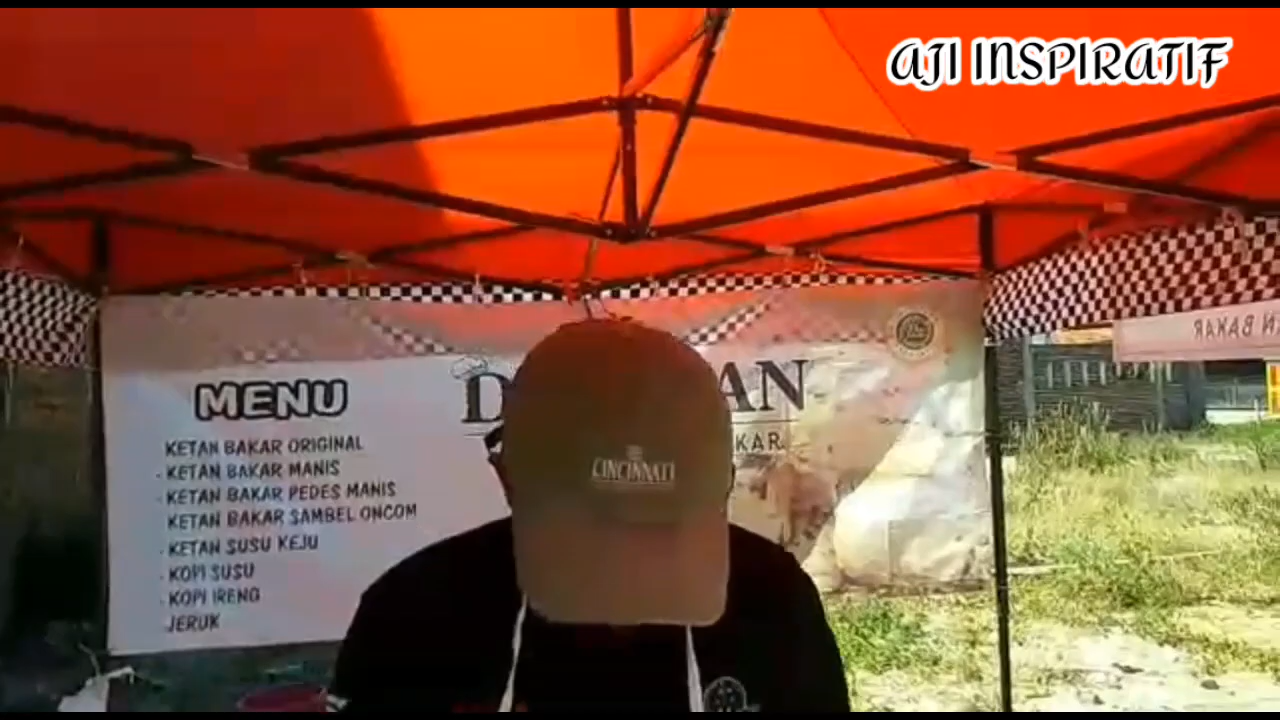 AJI INSPIRATIF
MENU
KETAN BAKAR ORIGINAL
- KETAN BAKAR MANIS
- KETAN BAKAR PEDES MANIS
KETAN BAKAR SAMBEL ONCOM
- KETAN SUSU KEJU
- KOPI SUSU
- KOPI IRENG
JERUK
CINCINNATI